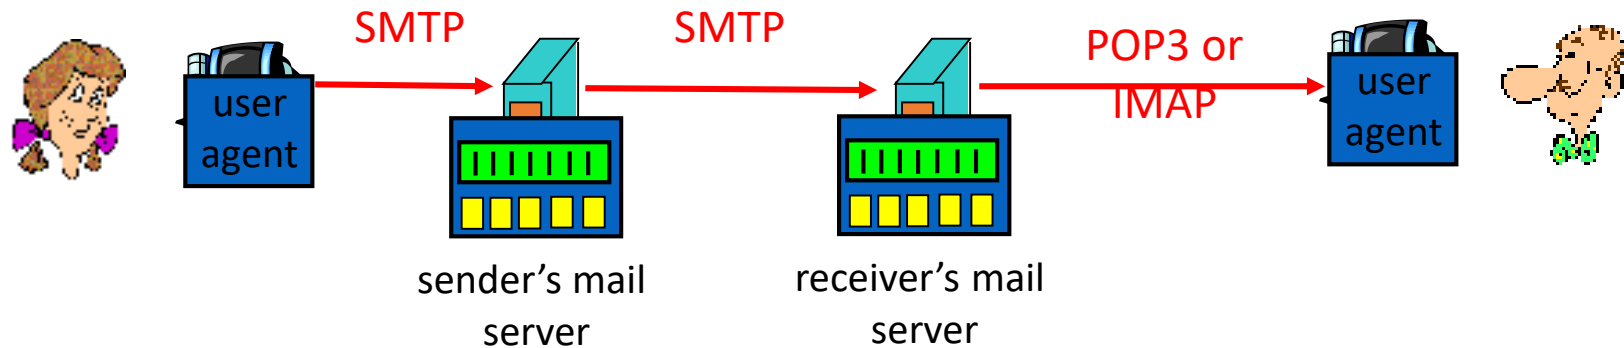 SMTP
SMTP
POP3 or
IMAP
user
agent
user
agent
sender’s mail
server
receiver’s mail
server